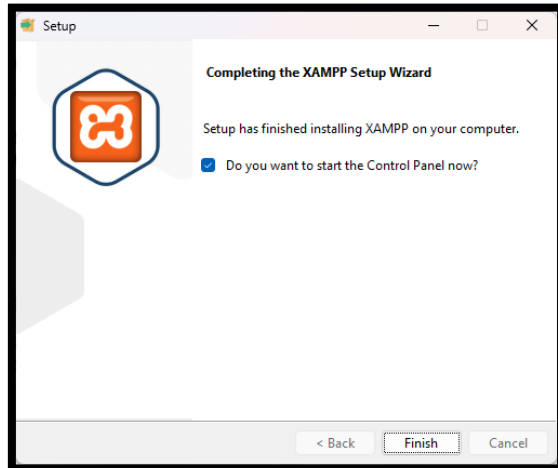 Setup
Completing the XAMPP Setup Wizard
Setup has finished installing XAMPP on your computer.
Do you want to start the Control Panel now?
< Back
Finish
Cancel